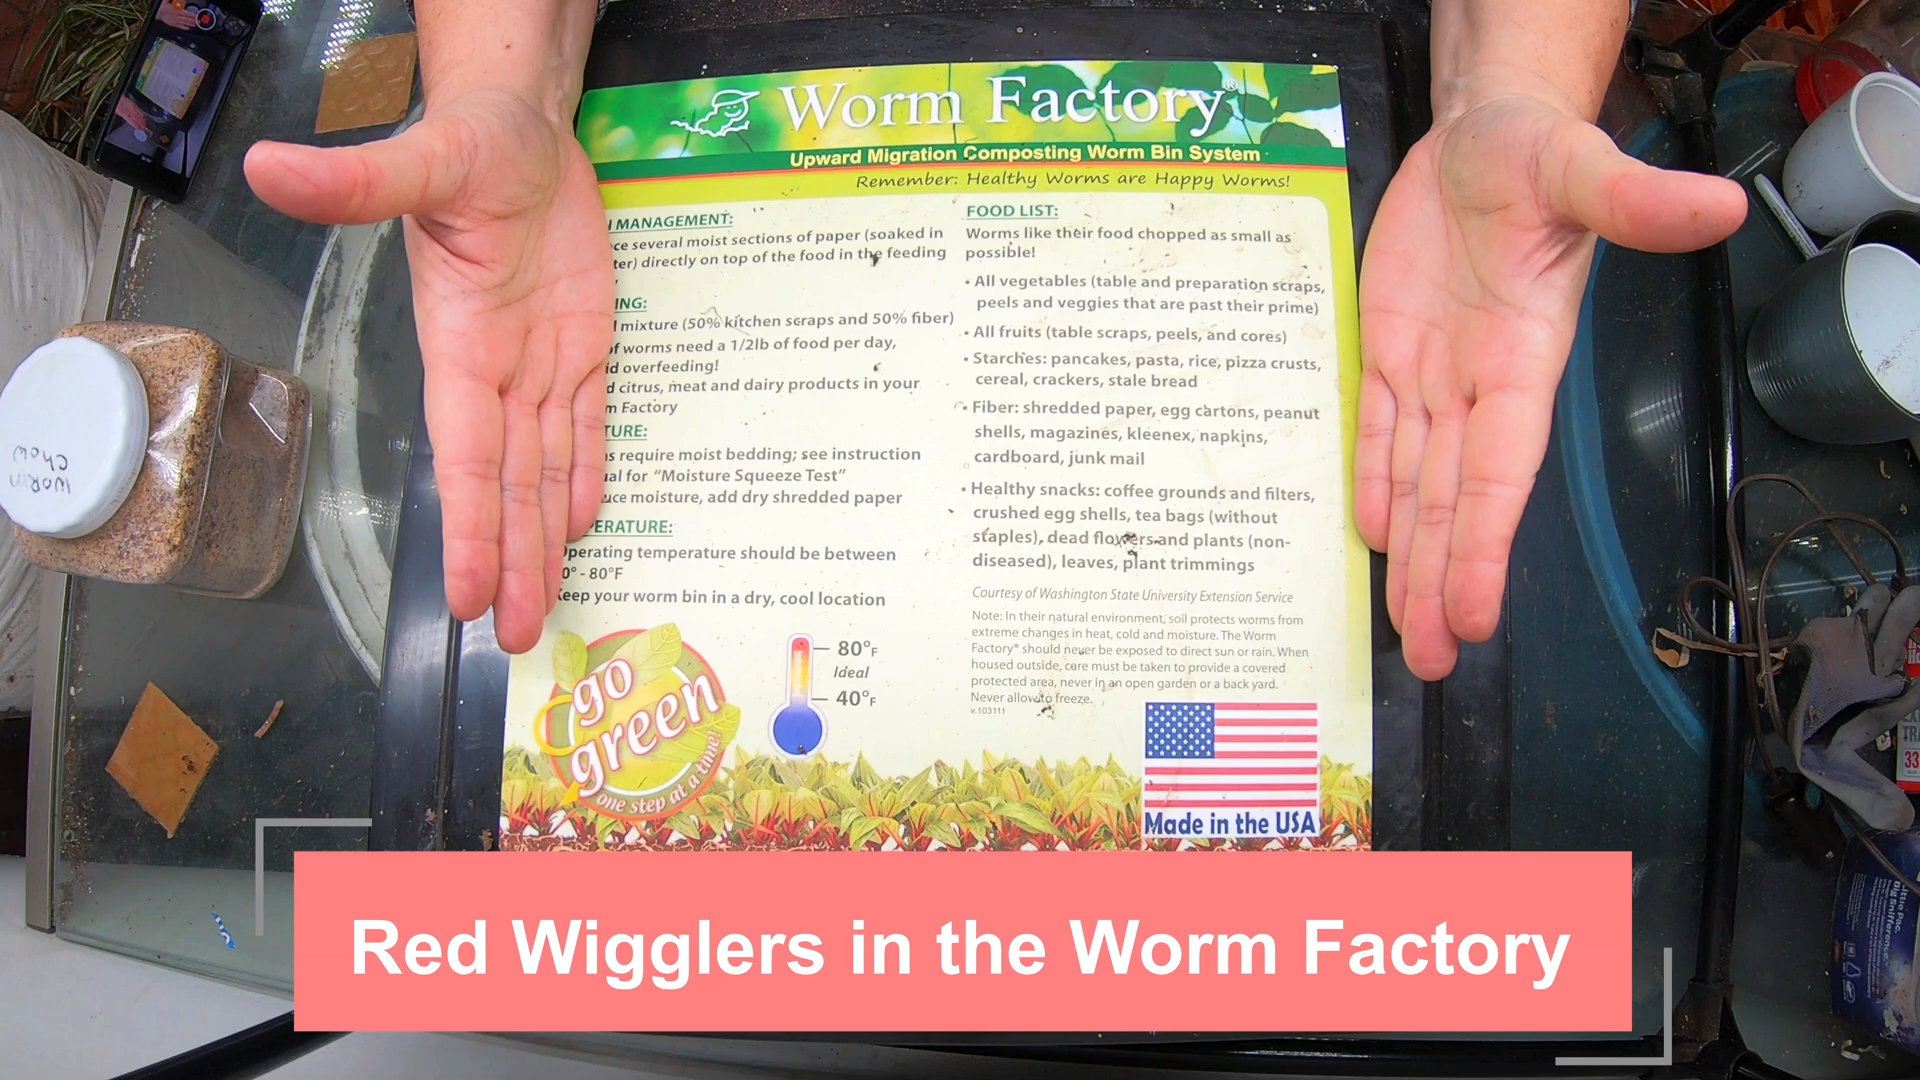 Worm Factory®
Upward Migration Composting Worm Bin System
Remember: Healthy Worms are Happy Worms!
MANAGEMENT:
several moist sections of paper (soaked in
directly on top of the food in the feeding
mixture (50% kitchen scraps and 50% fiber)
of worms need a 1/2lb of food per day,
overfeeding!
citrus, meat and dairy products in your
Factory
require moist bedding; see instruction
for “Moisture Squeeze Test”
moisture, add dry shredded paper
Operating temperature should be between
0° - 80°F
Keep your worm bin in a dry, cool location
80°F
Ideal
40°F
go
green
one step at a time!
FOOD LIST:
Worms like their food chopped as small as
possible!
• All vegetables (table and preparation scraps,
peels and veggies that are past their prime)
• All fruits (table scraps, peels, and cores)
• Starches: pancakes, pasta, rice, pizza crusts,
cereal, crackers, stale bread
• Fiber: shredded paper, egg cartons, peanut
shells, magazines, kleenex, napkins,
cardboard, junk mail
• Healthy snacks: coffee grounds and filters,
crushed egg shells, tea bags (without
staples), dead flowers and plants (non-
diseased), leaves, plant trimmings
Courtesy of Washington State University Extension Service
Note: In their natural environment, soil protects worms from
extreme changes in heat, cold and moisture. The Worm
Factory® should never be exposed to direct sun or rain. When
housed outside, care must be taken to provide a covered
protected area, never in an open garden or a back yard.
Never allow to freeze.
v.103111
Made in the USA
WORM
CHOW
33
Little Pac.
Big Difference.
Red Wigglers in the Worm Factory